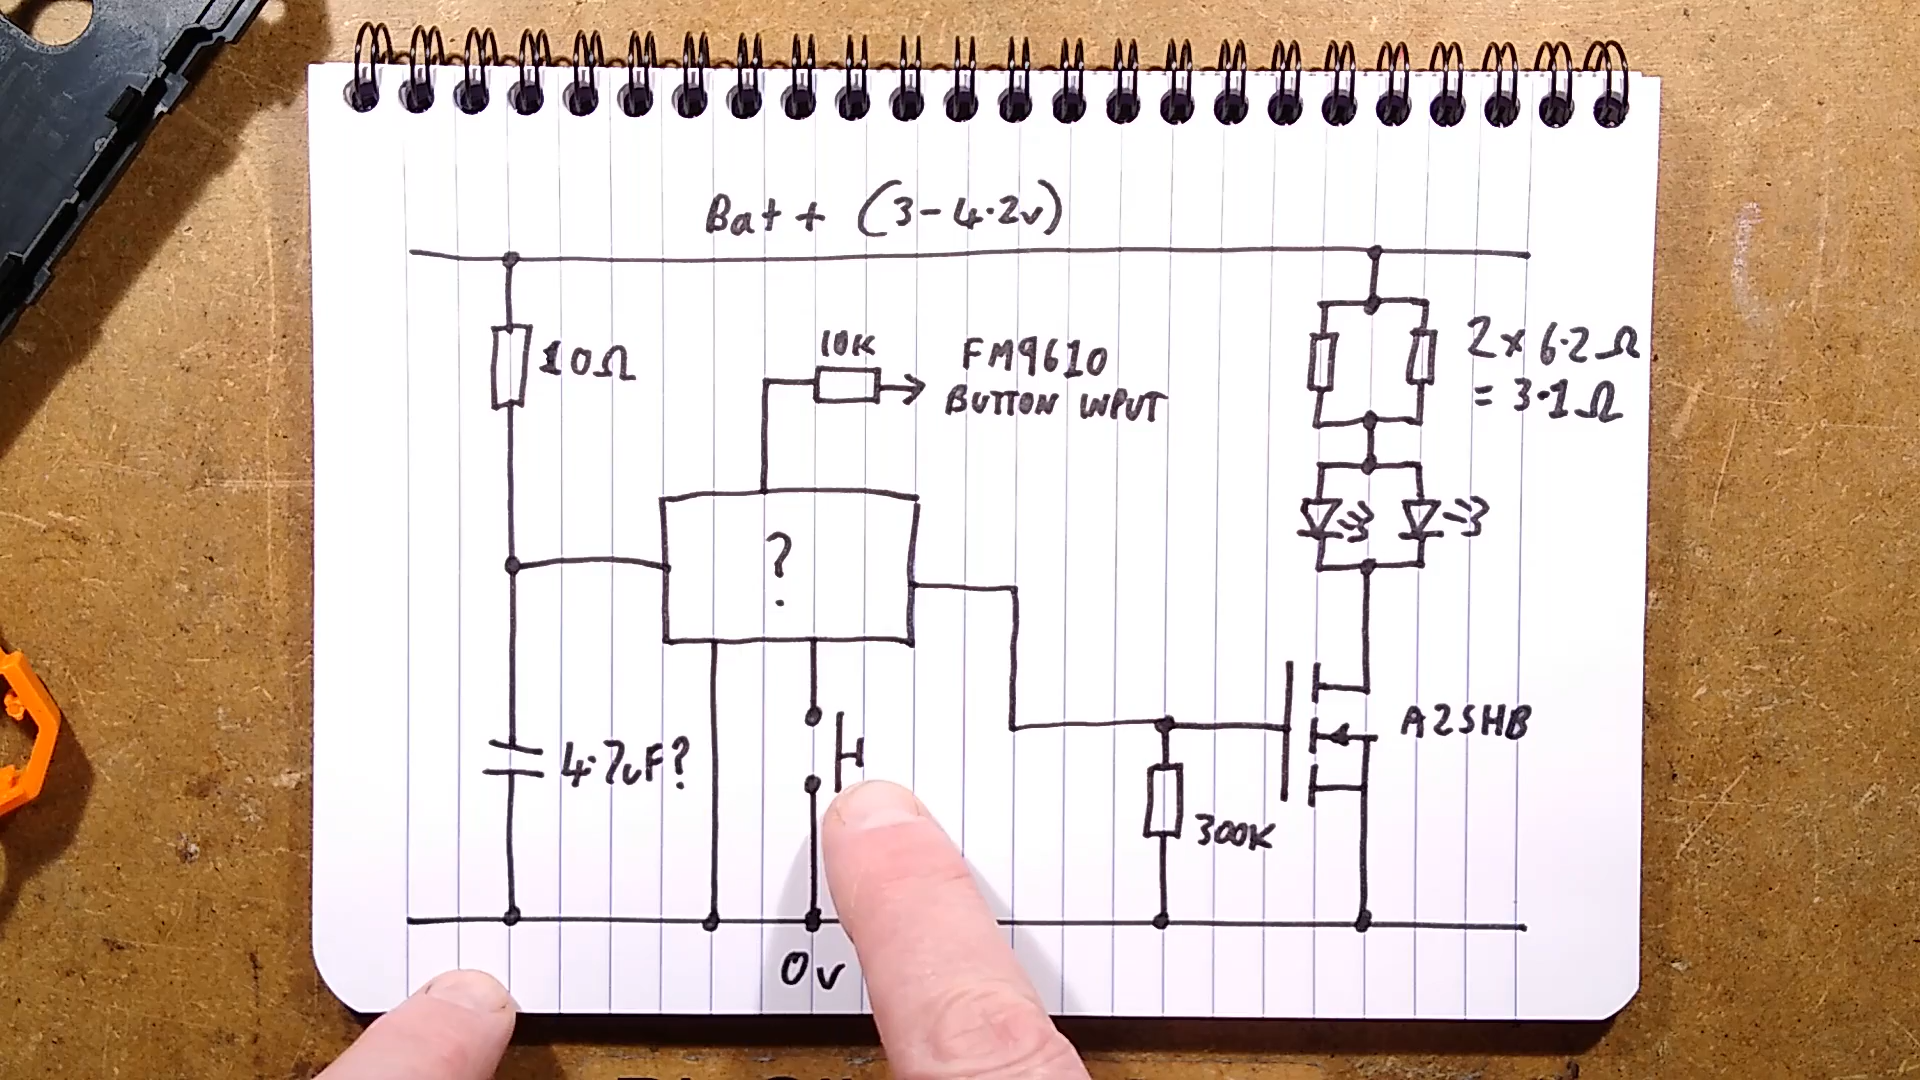 Bat + (3-4.2v)
10Ω
10K
FM9610
BUTTON INPUT
2 x 6.2Ω
= 3.1Ω
?
4.7uF?
A2SHB
300K
0v